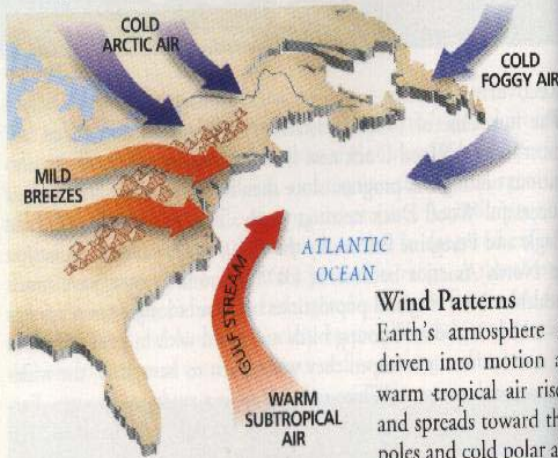 COLD
ARCTIC AIR
COLD
FOGGY AIR
MILD
BREEZES
GULF STREAM
ATLANTIC
OCEAN
WARM
SUBTROPICAL
AIR
Wind Patterns
Earth's atmosphere
driven into motion a
warm tropical air rise
and spreads toward th
poles and cold polar a